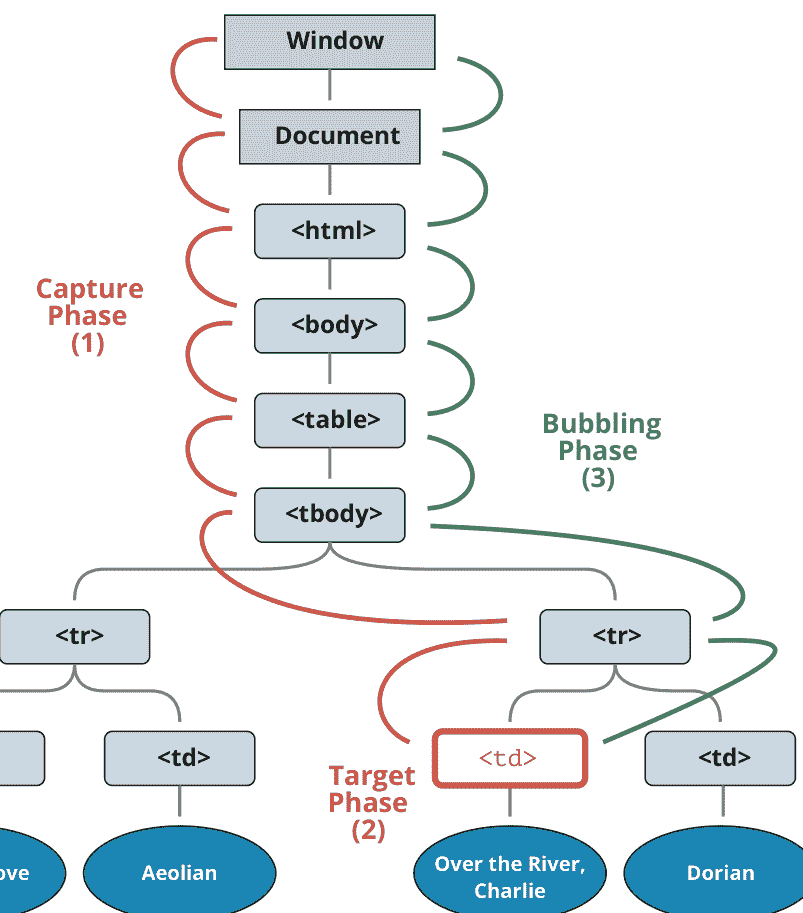 Window
Document
<html>
Capture
Phase
(1)
<body>
<table>
Bubbling
Phase
(3)
<tbody>
<tr>
<tr>
<td>
<td>
<td>
Target
Phase
(2)
ove
Aeolian
Over the River,
Charlie
Dorian